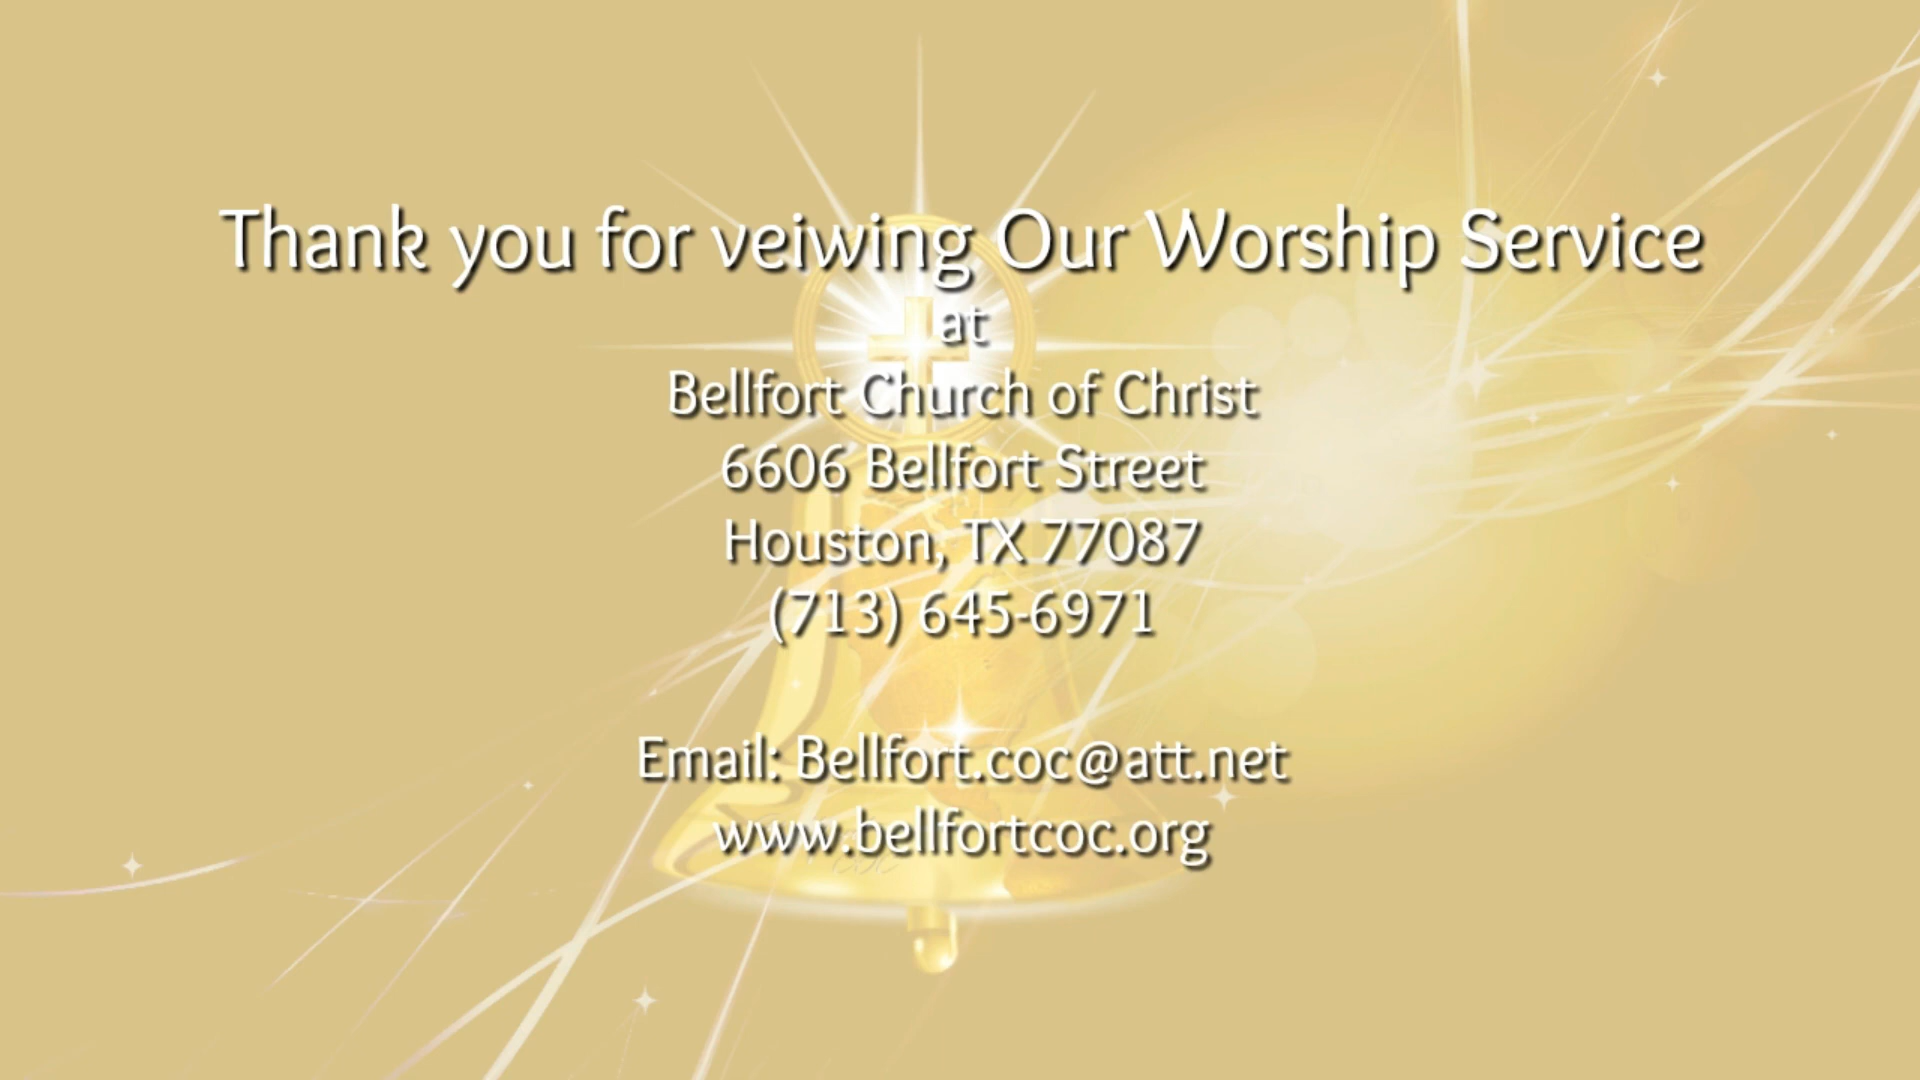 Thank you for veiwing Our Worship Service
at
Bellfort Church of Christ
6606 Bellfort Street
Houston, TX 77087
(713) 645-6971
Email: Bellfort.coc@att.net
www.bellfortcoc.org